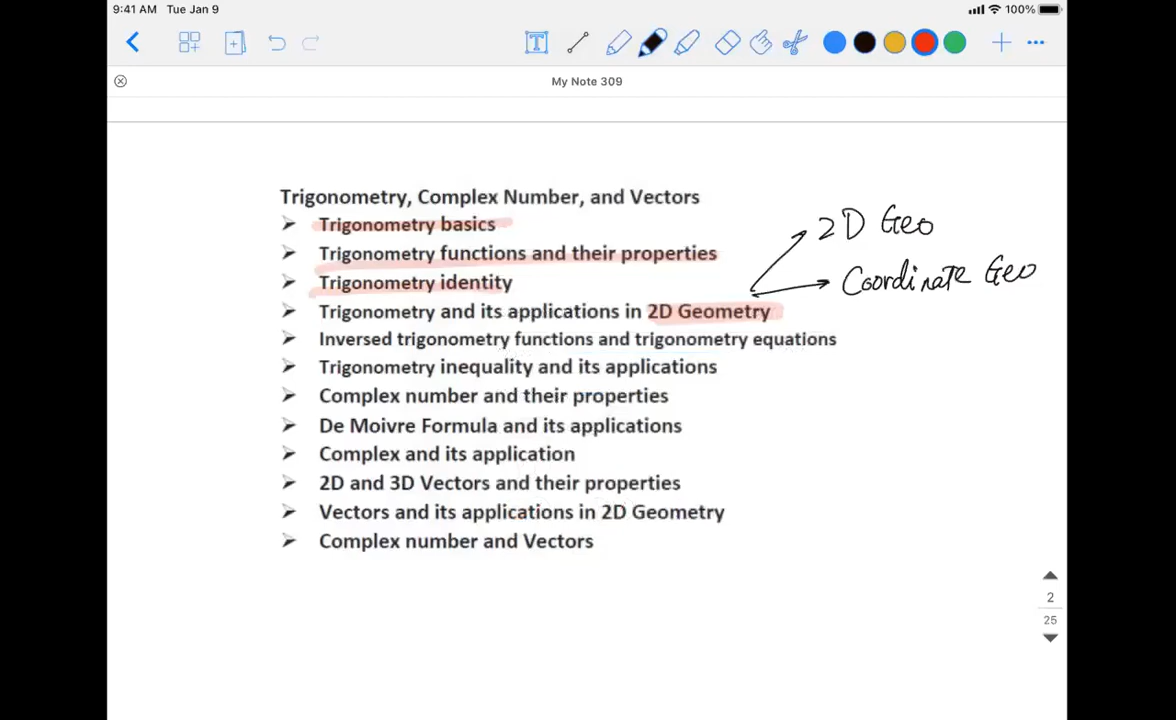 9:41 AM Tue Jan 9
100%
My Note 309
Trigonometry, Complex Number, and Vectors
➢ Trigonometry basics
2D Geo
➢ Trigonometry functions and their properties
➢ Trigonometry identity
Coordinate Geo
➢ Trigonometry and its applications in 2D Geometry
➢ Inversed trigonometry functions and trigonometry equations
➢ Trigonometry inequality and its applications
➢ Complex number and their properties
➢ De Moivre Formula and its applications
➢ Complex and its application
➢ 2D and 3D Vectors and their properties
➢ Vectors and its applications in 2D Geometry
➢ Complex number and Vectors
2
25